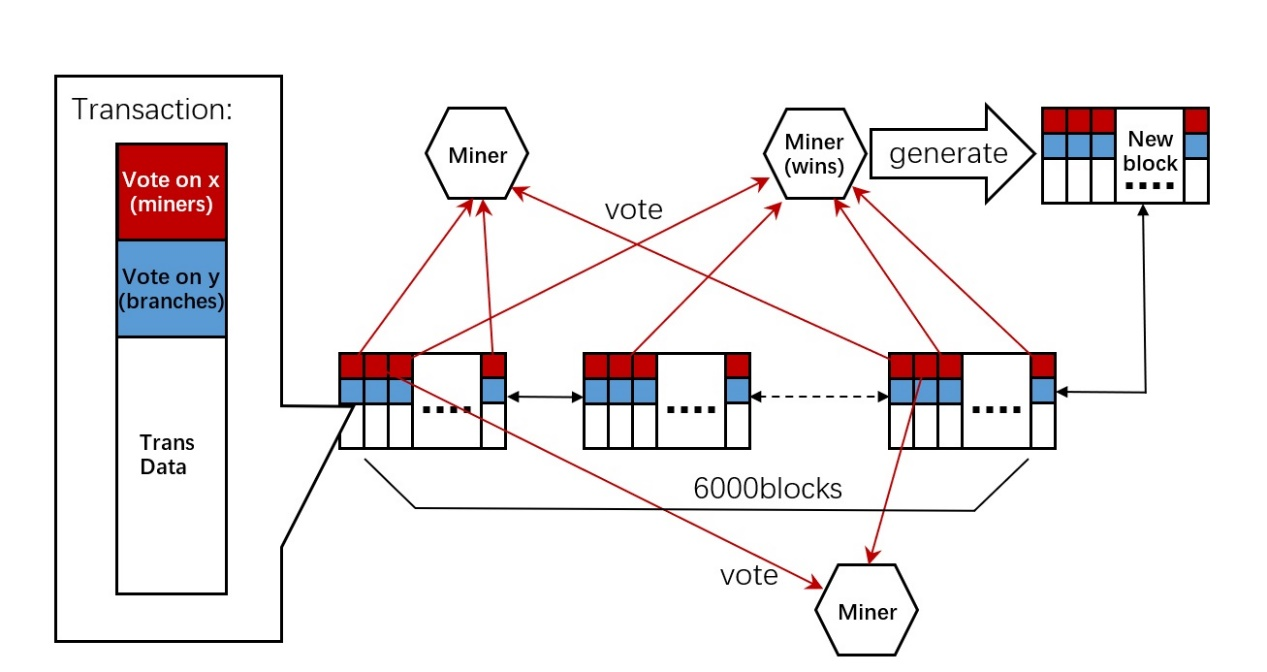 Transaction:
Vote on x
(miners)
Vote on y
(branches)
Trans
Data
Miner
vote
Miner
(wins)
generate
New
block
6000blocks
vote
Miner